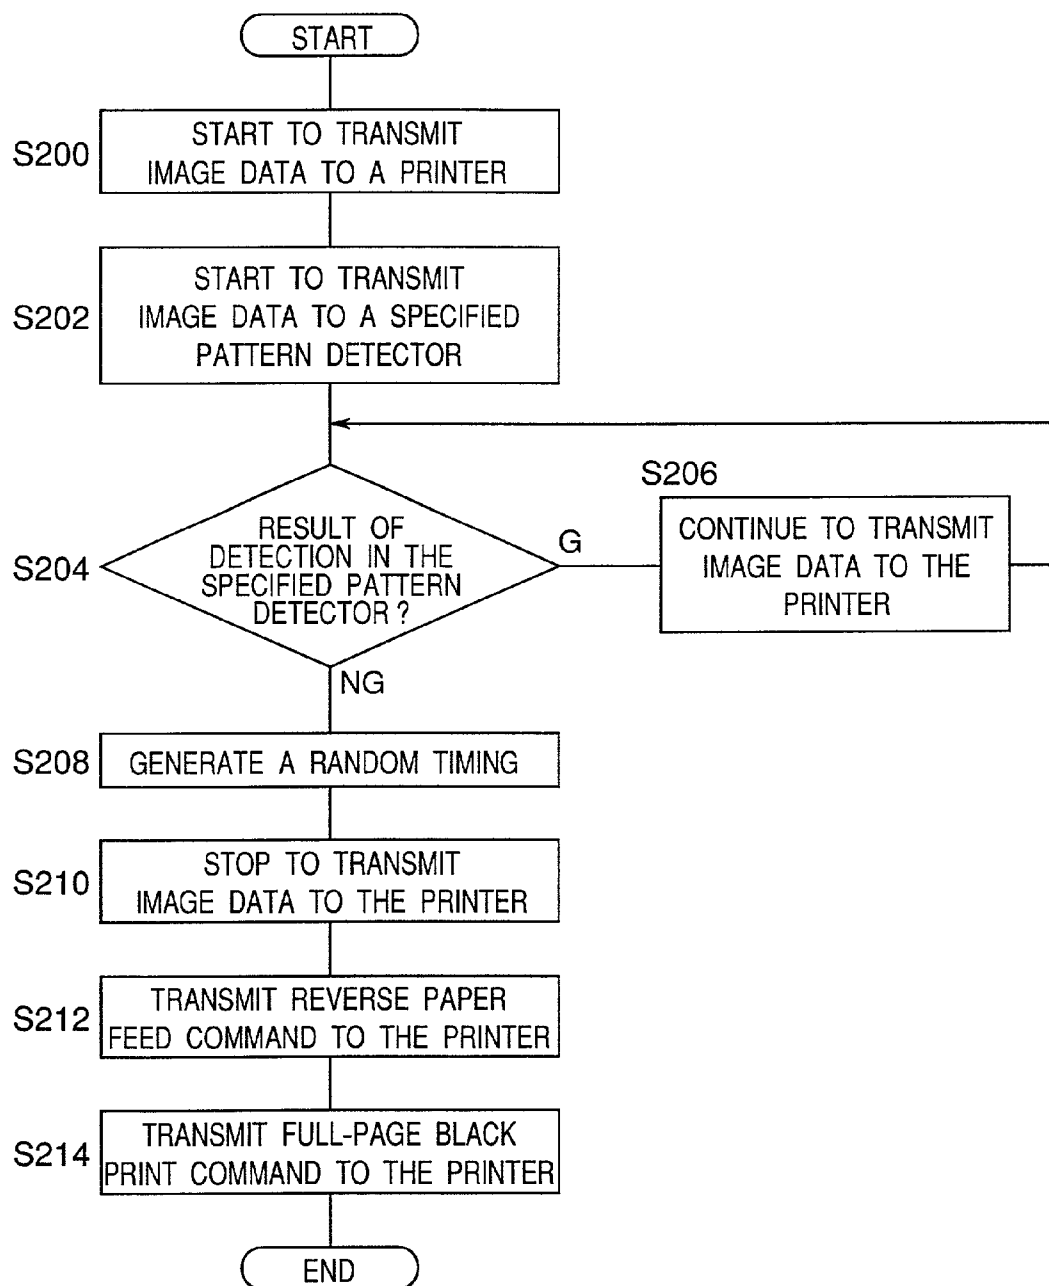 START
S200
START TO TRANSMIT
IMAGE DATA TO A PRINTER
S202
START TO TRANSMIT
IMAGE DATA TO A SPECIFIED
PATTERN DETECTOR
S204
RESULT OF
DETECTION IN THE
SPECIFIED PATTERN
DETECTOR ?
G
NG
S206
CONTINUE TO TRANSMIT
IMAGE DATA TO THE
PRINTER
S208
GENERATE A RANDOM TIMING
S210
STOP TO TRANSMIT
IMAGE DATA TO THE PRINTER
S212
TRANSMIT REVERSE PAPER
FEED COMMAND TO THE PRINTER
S214
TRANSMIT FULL-PAGE BLACK
PRINT COMMAND TO THE PRINTER
END